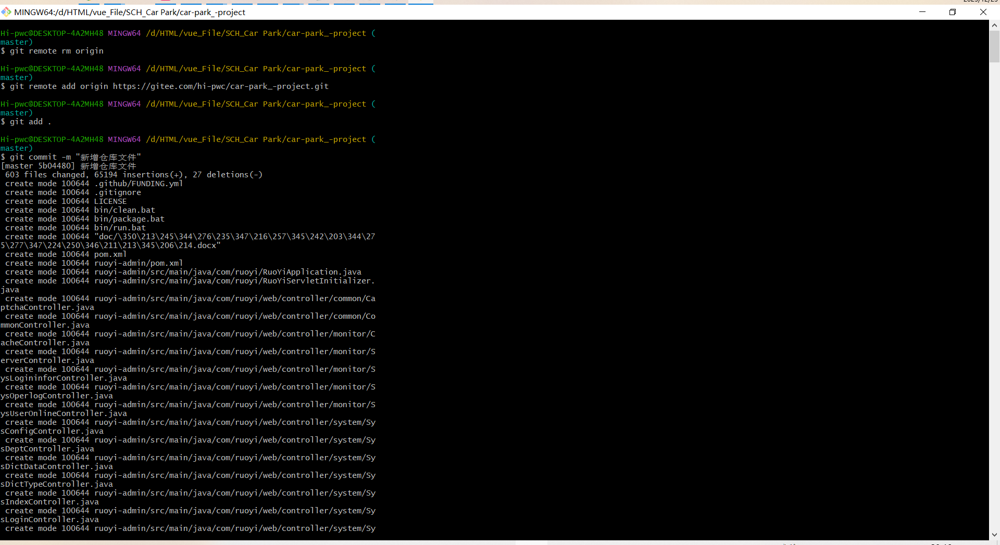 MINGW64:/d/HTML/vue_File/SCH_Car Park/car-park_-project
Hi-pwc@DESKTOP-4A2MH48 MINGW64 /d/HTML/vue_File/SCH_Car Park/car-park_-project (
master)
$ git remote rm origin
Hi-pwc@DESKTOP-4A2MH48 MINGW64 /d/HTML/vue_File/SCH_Car Park/car-park_-project (
master)
$ git remote add origin https://gitee.com/hi-pwc/car-park_-project.git
Hi-pwc@DESKTOP-4A2MH48 MINGW64 /d/HTML/vue_File/SCH_Car Park/car-park_-project (
master)
$ git add .
Hi-pwc@DESKTOP-4A2MH48 MINGW64 /d/HTML/vue_File/SCH_Car Park/car-park_-project (
master)
$ git commit -m "新增仓库文件"
[master 5b04480] 新增仓库文件
603 files changed, 65194 insertions(+), 27 deletions(-)
create mode 100644 .github/FUNDING.yml
create mode 100644 .gitignore
create mode 100644 LICENSE
create mode 100644 bin/clean.bat
create mode 100644 bin/package.bat
create mode 100644 bin/run.bat
create mode 100644 "doc/\350\213\245\344\276\235\347\216\257\345\242\203\344\27
5\277\347\224\250\346\211\213\345\206\214.docx"
create mode 100644 pom.xml
create mode 100644 ruoyi-admin/pom.xml
create mode 100644 ruoyi-admin/src/main/java/com/ruoyi/RuoYiApplication.java
create mode 100644 ruoyi-admin/src/main/java/com/ruoyi/RuoYiServletInitializer.
java
create mode 100644 ruoyi-admin/src/main/java/com/ruoyi/web/controller/common/Ca
ptchaController.java
create mode 100644 ruoyi-admin/src/main/java/com/ruoyi/web/controller/common/Co
mmonController.java
create mode 100644 ruoyi-admin/src/main/java/com/ruoyi/web/controller/monitor/C
acheController.java
create mode 100644 ruoyi-admin/src/main/java/com/ruoyi/web/controller/monitor/S
erverController.java
create mode 100644 ruoyi-admin/src/main/java/com/ruoyi/web/controller/monitor/S
ysLogininforController.java
create mode 100644 ruoyi-admin/src/main/java/com/ruoyi/web/controller/monitor/S
ysOperlogController.java
create mode 100644 ruoyi-admin/src/main/java/com/ruoyi/web/controller/monitor/S
ysUserOnlineController.java
create mode 100644 ruoyi-admin/src/main/java/com/ruoyi/web/controller/system/Sy
sConfigController.java
create mode 100644 ruoyi-admin/src/main/java/com/ruoyi/web/controller/system/Sy
sDeptController.java
create mode 100644 ruoyi-admin/src/main/java/com/ruoyi/web/controller/system/Sy
sDictDataController.java
create mode 100644 ruoyi-admin/src/main/java/com/ruoyi/web/controller/system/Sy
sDictTypeController.java
create mode 100644 ruoyi-admin/src/main/java/com/ruoyi/web/controller/system/Sy
sIndexController.java
create mode 100644 ruoyi-admin/src/main/java/com/ruoyi/web/controller/system/Sy
sLoginController.java
create mode 100644 ruoyi-admin/src/main/java/com/ruoyi/web/controller/system/Sy